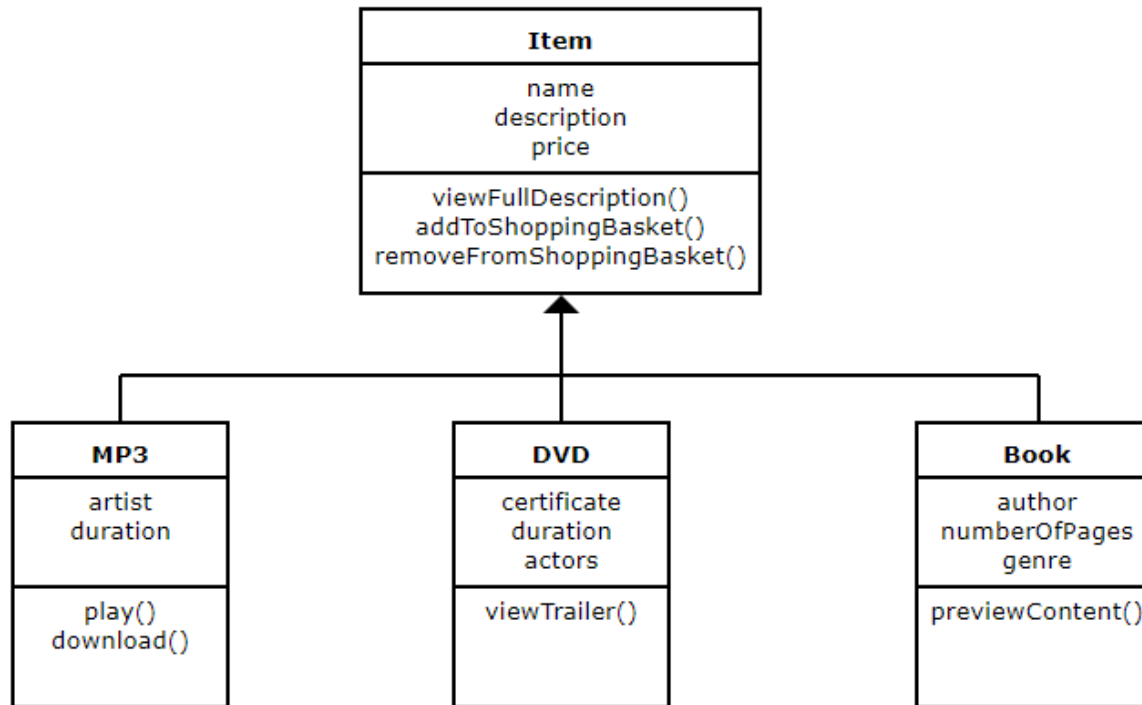 Item
name
description
price
viewFullDescription()
addToShoppingBasket()
removeFromShoppingBasket()
MP3
artist
duration
play()
download()
DVD
certificate
duration
actors
viewTrailer()
Book
author
numberOfPages
genre
previewContent()